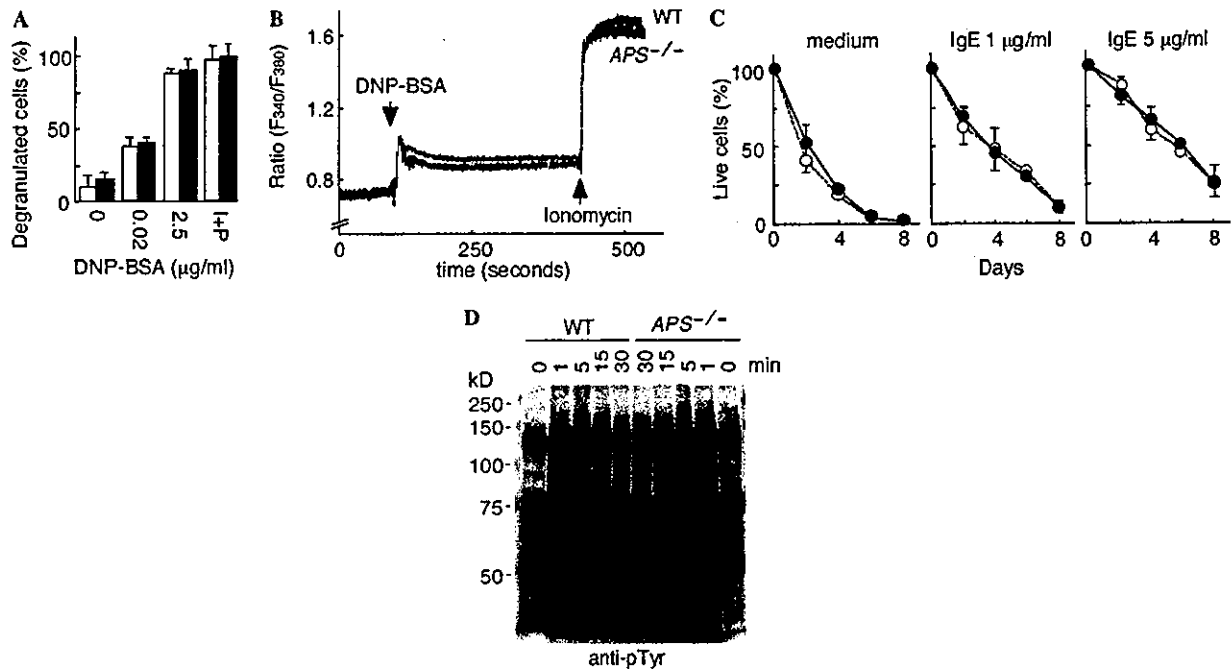 A
Degranulated cells (%)
100
50
0
0
0.02
2.5
I+P
DNP-BSA (µg/ml)
B
Ratio (F340/F380)
1.6
1.2
0.8
DNP-BSA
WT
APS−/−
Ionomycin
0
250
500
time (seconds)
C
medium
IgE 1 µg/ml
IgE 5 µg/ml
Live cells (%)
100
50
0
0 4 8
0 4 8
0 4 8
Days
D
WT
APS−/−
0 1 5 15 30 30 15 5 1 0 min
kD
250-
150-
100-
75-
50-
anti-pTyr